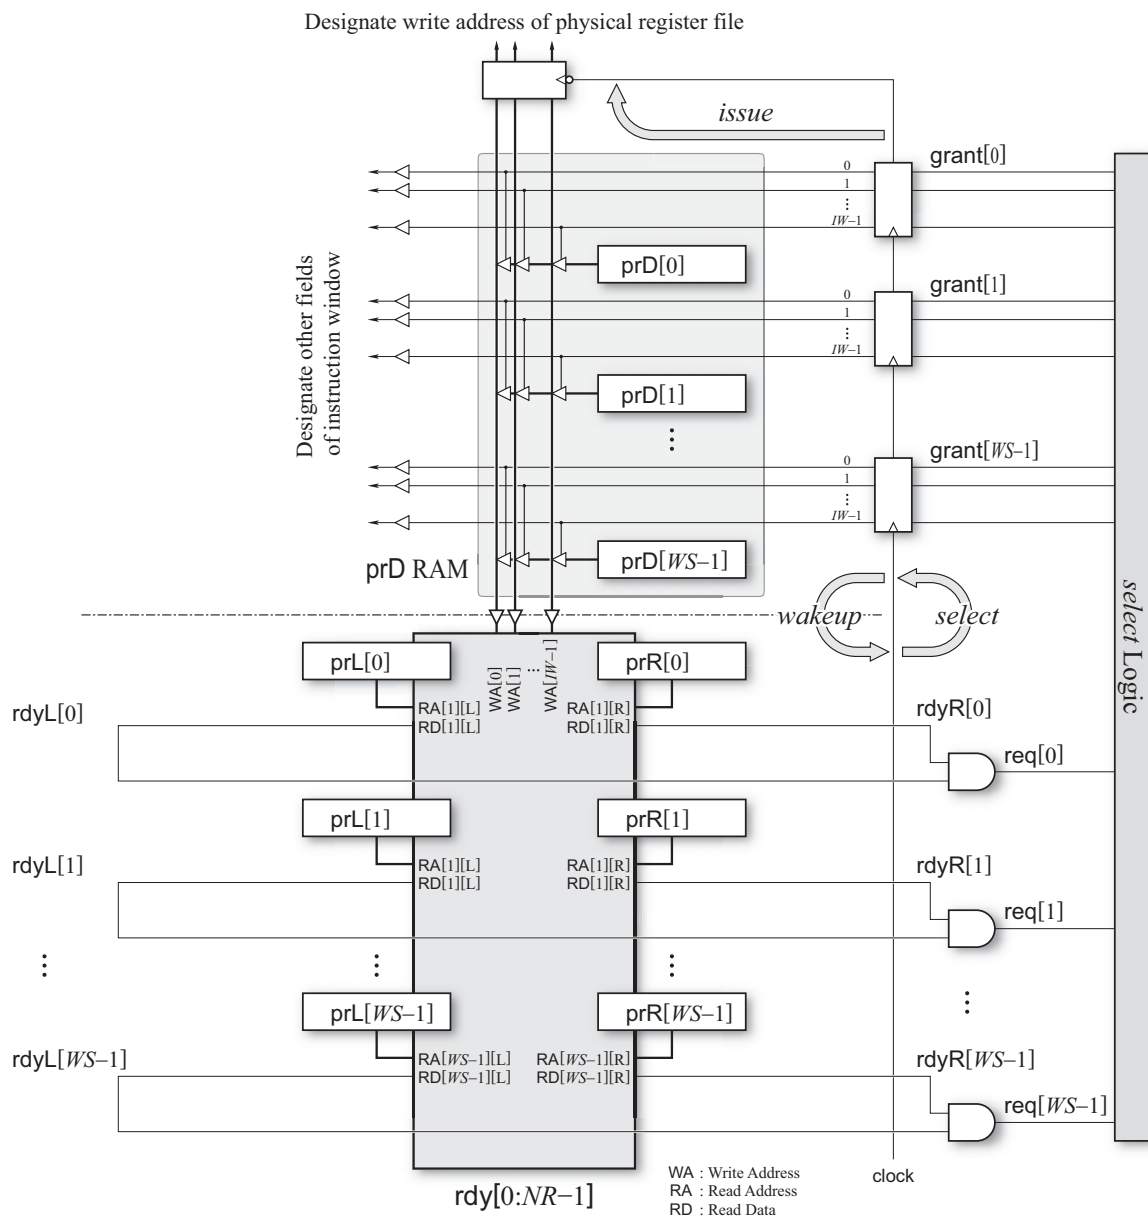 Designate write address of physical register file
issue
grant[0]
0
1
⋮
IW–1
prD[0]
grant[1]
0
1
⋮
IW–1
Designate other fields
of instruction window
prD[1]
⋮
grant[WS–1]
0
1
⋮
IW–1
prD[WS–1]
prD RAM
wakeup
select
select Logic
prL[0]
WA[0]
WA[1]
⋮
WA[IW–1]
prR[0]
rdyL[0]
RA[1][L]
RD[1][L]
RA[1][R]
RD[1][R]
rdyR[0]
req[0]
prL[1]
prR[1]
rdyL[1]
RA[1][L]
RD[1][L]
RA[1][R]
RD[1][R]
rdyR[1]
req[1]
⋮ ⋮ ⋮ ⋮
prL[WS–1]
prR[WS–1]
rdyL[WS–1]
RA[WS–1][L]
RD[WS–1][L]
RA[WS–1][R]
RD[WS–1][R]
rdyR[WS–1]
req[WS–1]
rdy[0:NR–1]
WA : Write Address
RA : Read Address
RD : Read Data
clock